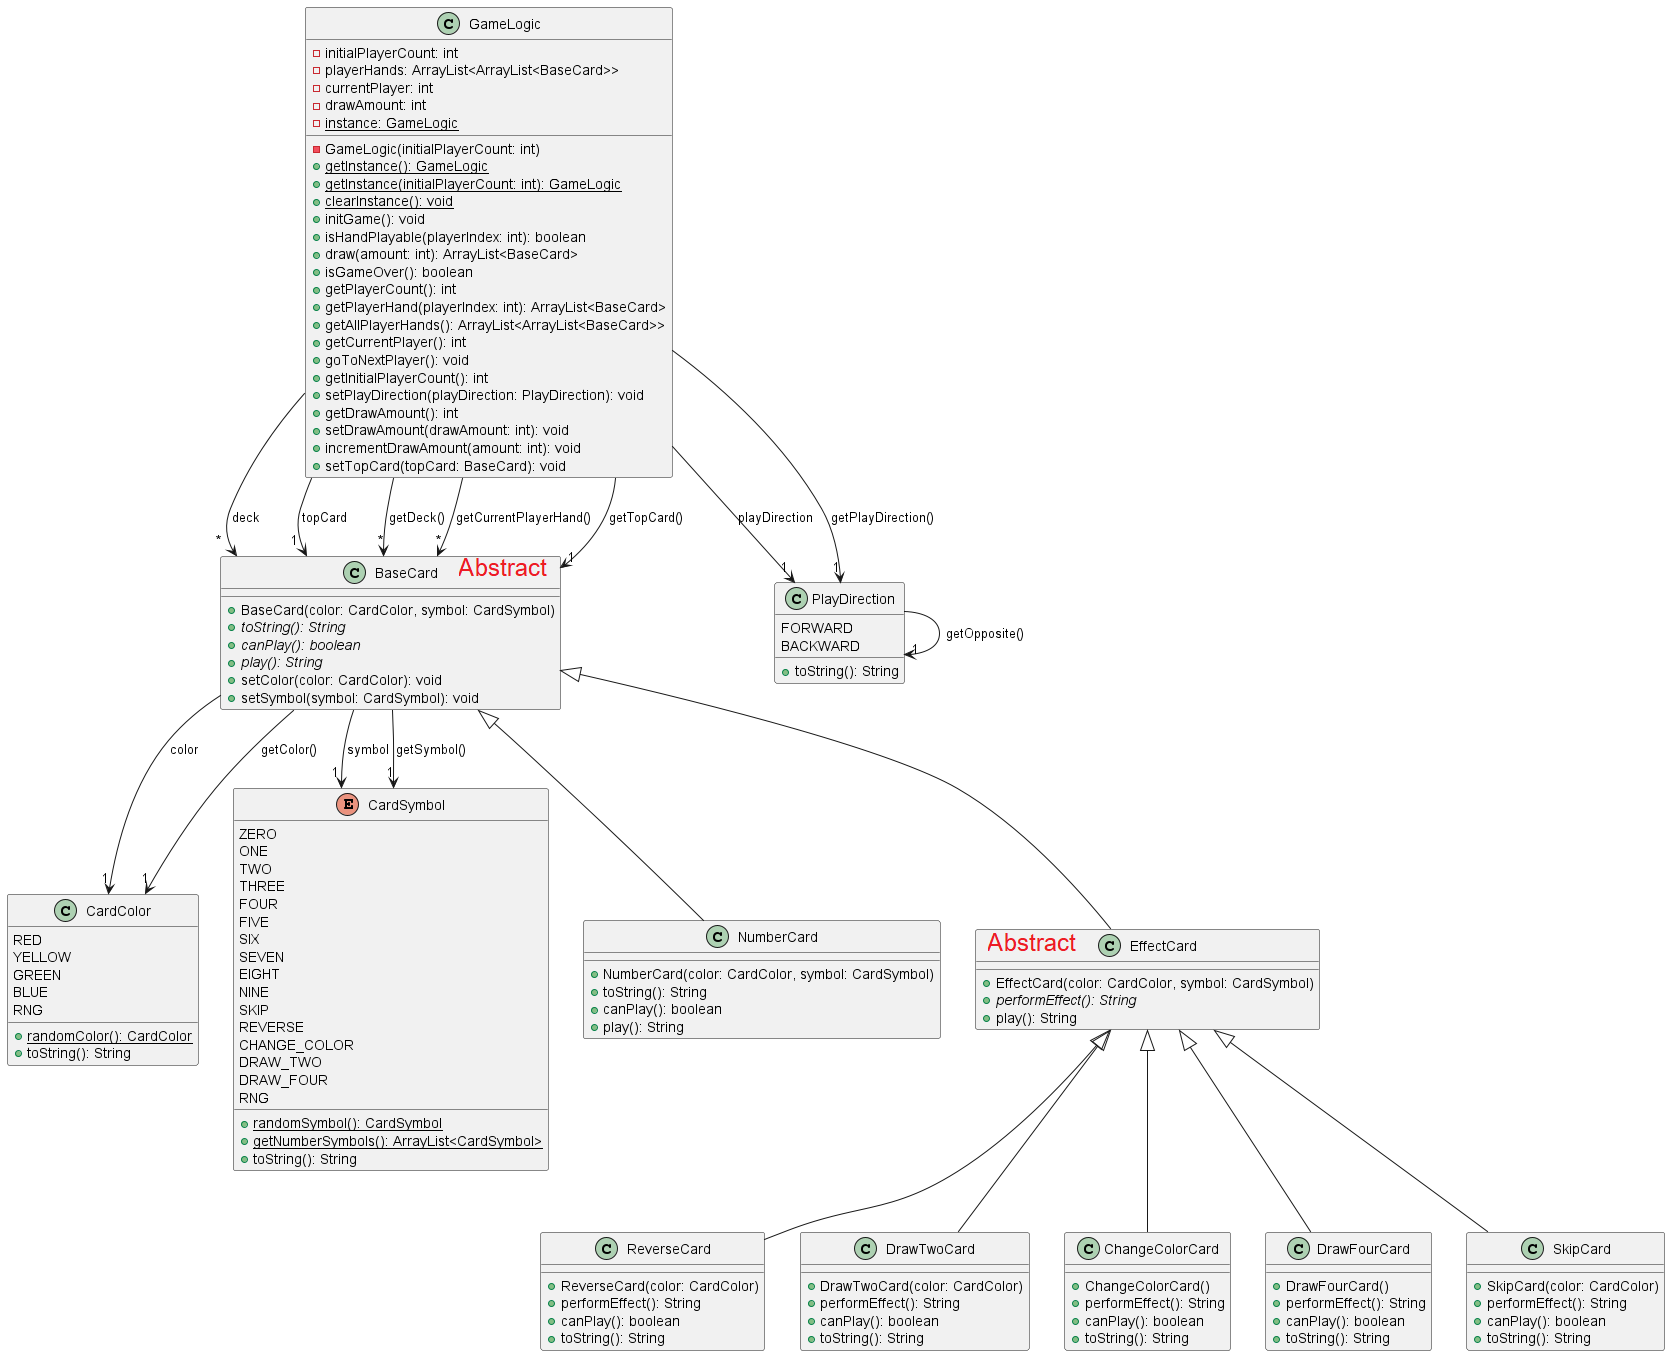 C GameLogic
initialPlayerCount: int
playerHands: ArrayList<ArrayList<BaseCard>>
currentPlayer: int
drawAmount: int
instance: GameLogic
GameLogic(initialPlayerCount: int)
getInstance(): GameLogic
getInstance(initialPlayerCount: int): GameLogic
clearInstance(): void
initGame(): void
isHandPlayable(playerIndex: int): boolean
draw(amount: int): ArrayList<BaseCard>
isGameOver(): boolean
getPlayerCount(): int
getPlayerHand(playerIndex: int): ArrayList<BaseCard>
getAllPlayerHands(): ArrayList<ArrayList<BaseCard>>
getCurrentPlayer(): int
goToNextPlayer(): void
getInitialPlayerCount(): int
setPlayDirection(playDirection: PlayDirection): void
getDrawAmount(): int
setDrawAmount(drawAmount: int): void
incrementDrawAmount(amount: int): void
setTopCard(topCard: BaseCard): void
deck
*
topCard
1
getDeck()
*
getCurrentPlayerHand()
*
getTopCard()
1
playDirection
1
getPlayDirection()
1
C BaseCard
Abstract
BaseCard(color: CardColor, symbol: CardSymbol)
toString(): String
canPlay(): boolean
play(): String
setColor(color: CardColor): void
setSymbol(symbol: CardSymbol): void
C PlayDirection
FORWARD
BACKWARD
toString(): String
getOpposite()
1
color
1
getColor()
1
symbol
1
getSymbol()
1
C CardColor
RED
YELLOW
GREEN
BLUE
RNG
randomColor(): CardColor
toString(): String
E CardSymbol
ZERO
ONE
TWO
THREE
FOUR
FIVE
SIX
SEVEN
EIGHT
NINE
SKIP
REVERSE
CHANGE_COLOR
DRAW_TWO
DRAW_FOUR
RNG
randomSymbol(): CardSymbol
getNumberSymbols(): ArrayList<CardSymbol>
toString(): String
C NumberCard
NumberCard(color: CardColor, symbol: CardSymbol)
toString(): String
canPlay(): boolean
play(): String
Abstract
C EffectCard
EffectCard(color: CardColor, symbol: CardSymbol)
performEffect(): String
play(): String
C ReverseCard
ReverseCard(color: CardColor)
performEffect(): String
canPlay(): boolean
toString(): String
C DrawTwoCard
DrawTwoCard(color: CardColor)
performEffect(): String
canPlay(): boolean
toString(): String
C ChangeColorCard
ChangeColorCard()
performEffect(): String
canPlay(): boolean
toString(): String
C DrawFourCard
DrawFourCard()
performEffect(): String
canPlay(): boolean
toString(): String
C SkipCard
SkipCard(color: CardColor)
performEffect(): String
canPlay(): boolean
toString(): String